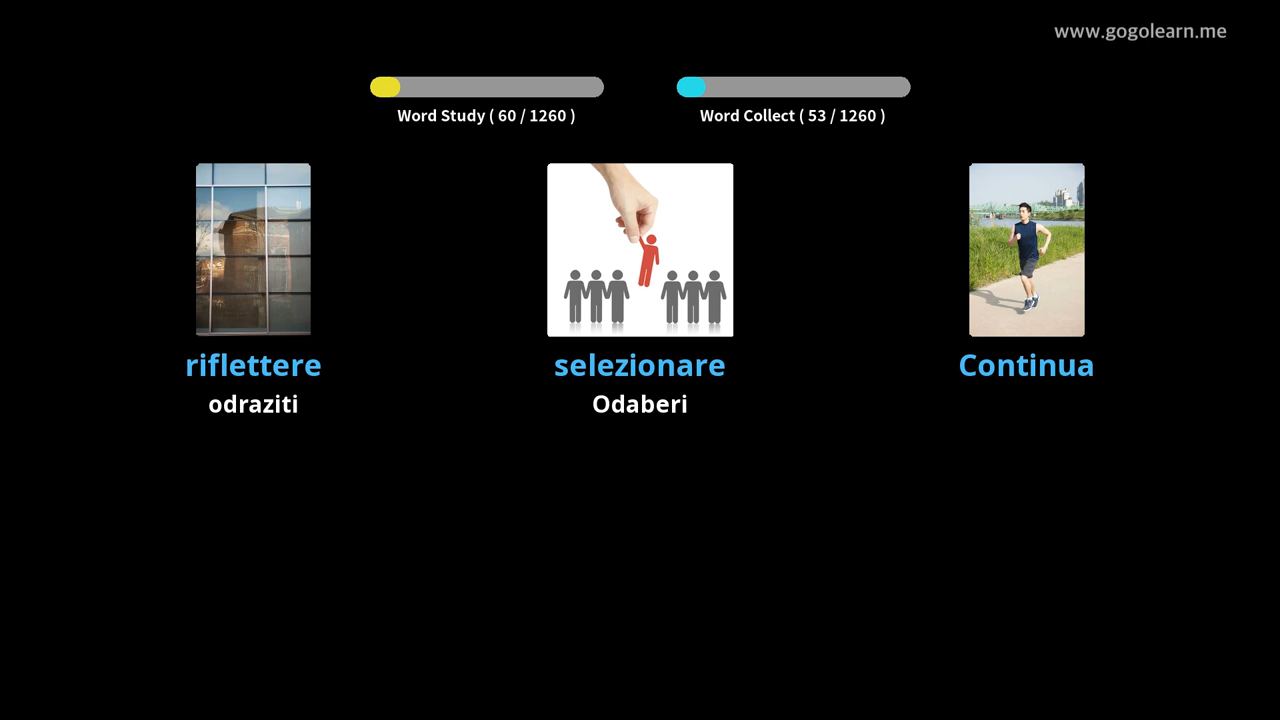 www.gogolearn.me
Word Study ( 60 / 1260 )
Word Collect ( 53 / 1260 )
riflettere
odraziti
selezionare
Odaberi
Continua